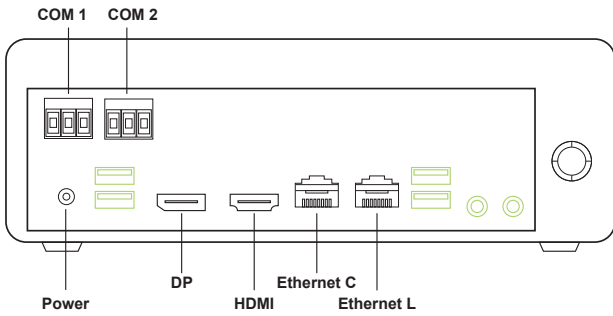 COM 1
COM 2
DP
Ethernet C
Power
HDMI
Ethernet L